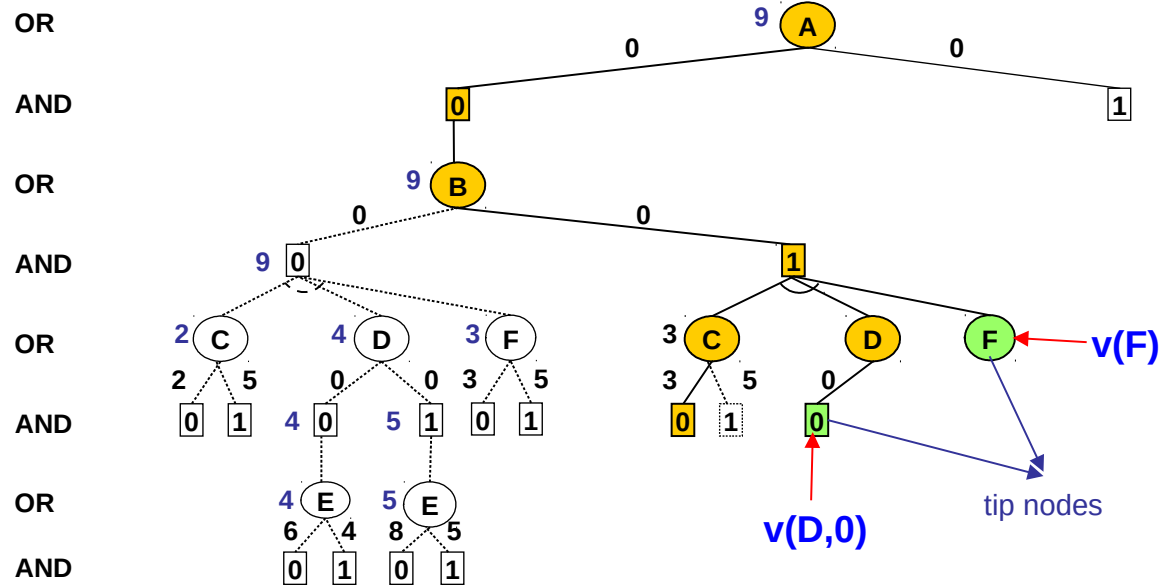 OR 9 A
0 0
AND 0 1
OR 9 B
0 0
AND 9 0 1
OR 2 C 4 D 3 F 3 C D F v(F)
2 5 0 0 3 5 3 5 0
AND 0 1 4 0 5 1 0 1 0 1 0
OR 4 E 5 E tip nodes
6 4 8 5 v(D,0)
AND 0 1 0 1